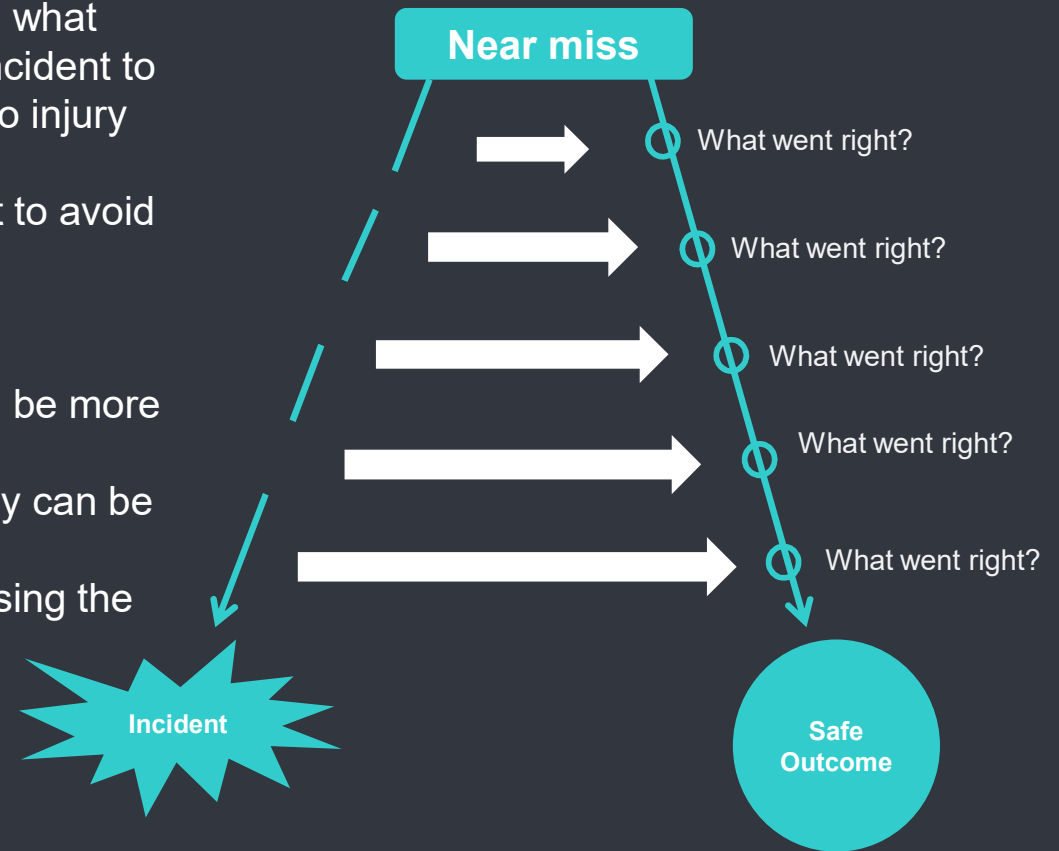 what
ncident to
o injury
t to avoid
be more
y can be
sing the
Near miss
What went right?
What went right?
What went right?
What went right?
What went right?
Incident
Safe
Outcome